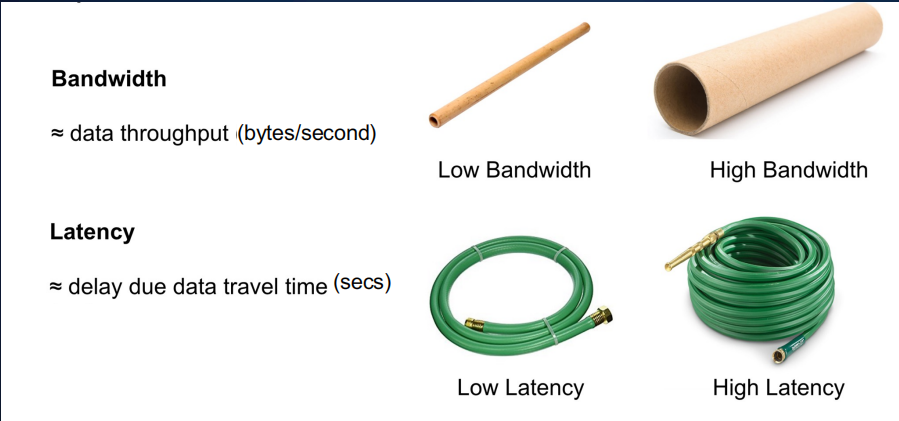 Bandwidth
≈ data throughput (bytes/second)
Low Bandwidth
High Bandwidth
Latency
≈ delay due data travel time (secs)
Low Latency
High Latency